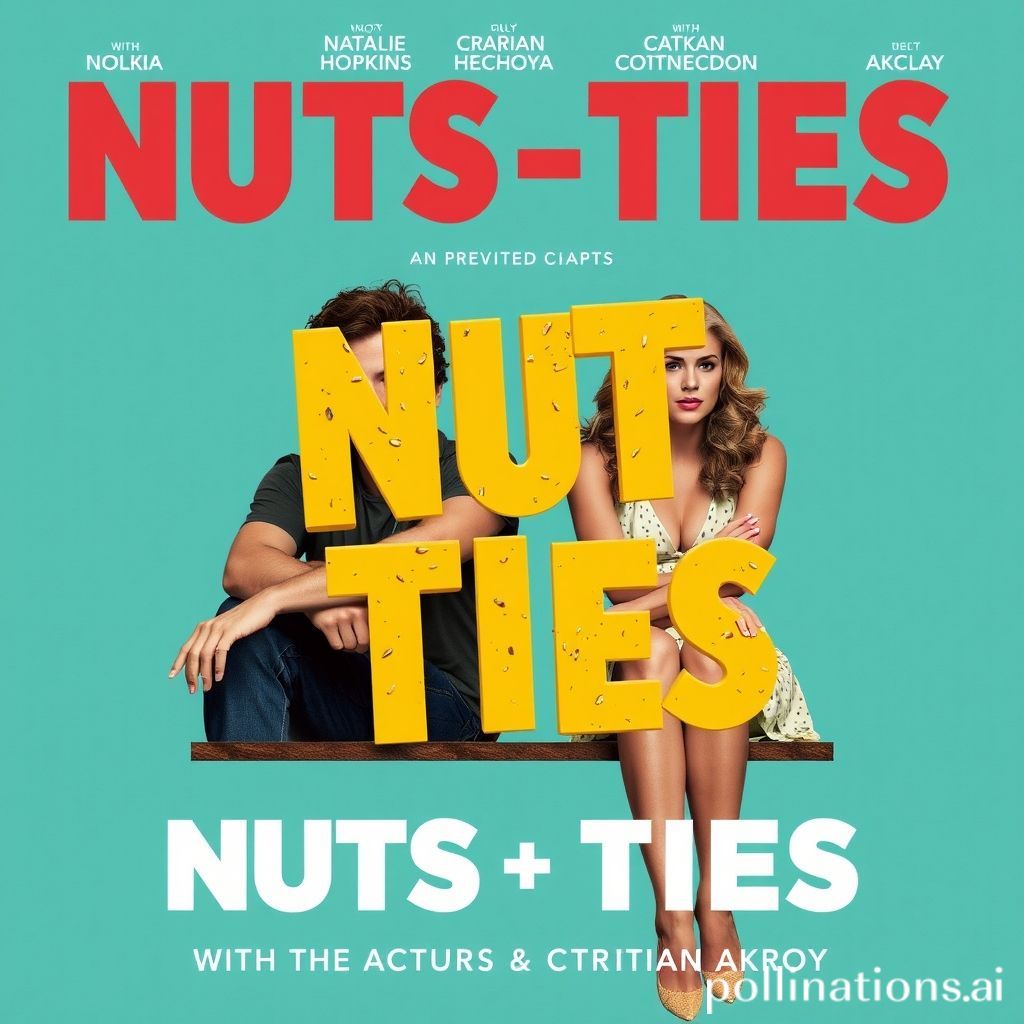 WITH
NOLKIA
NATALIE
HOPKINS
CRARIAN
HECHOYA
WITH
CATKAN
COTTNECDON
AKCLAY
NUTS-TIES
AN PREVITED CIAPTS
NUT
TIES
NUTS + TIES
WITH THE ACTURS & CTRITIAN AKROY
pollinations.ai